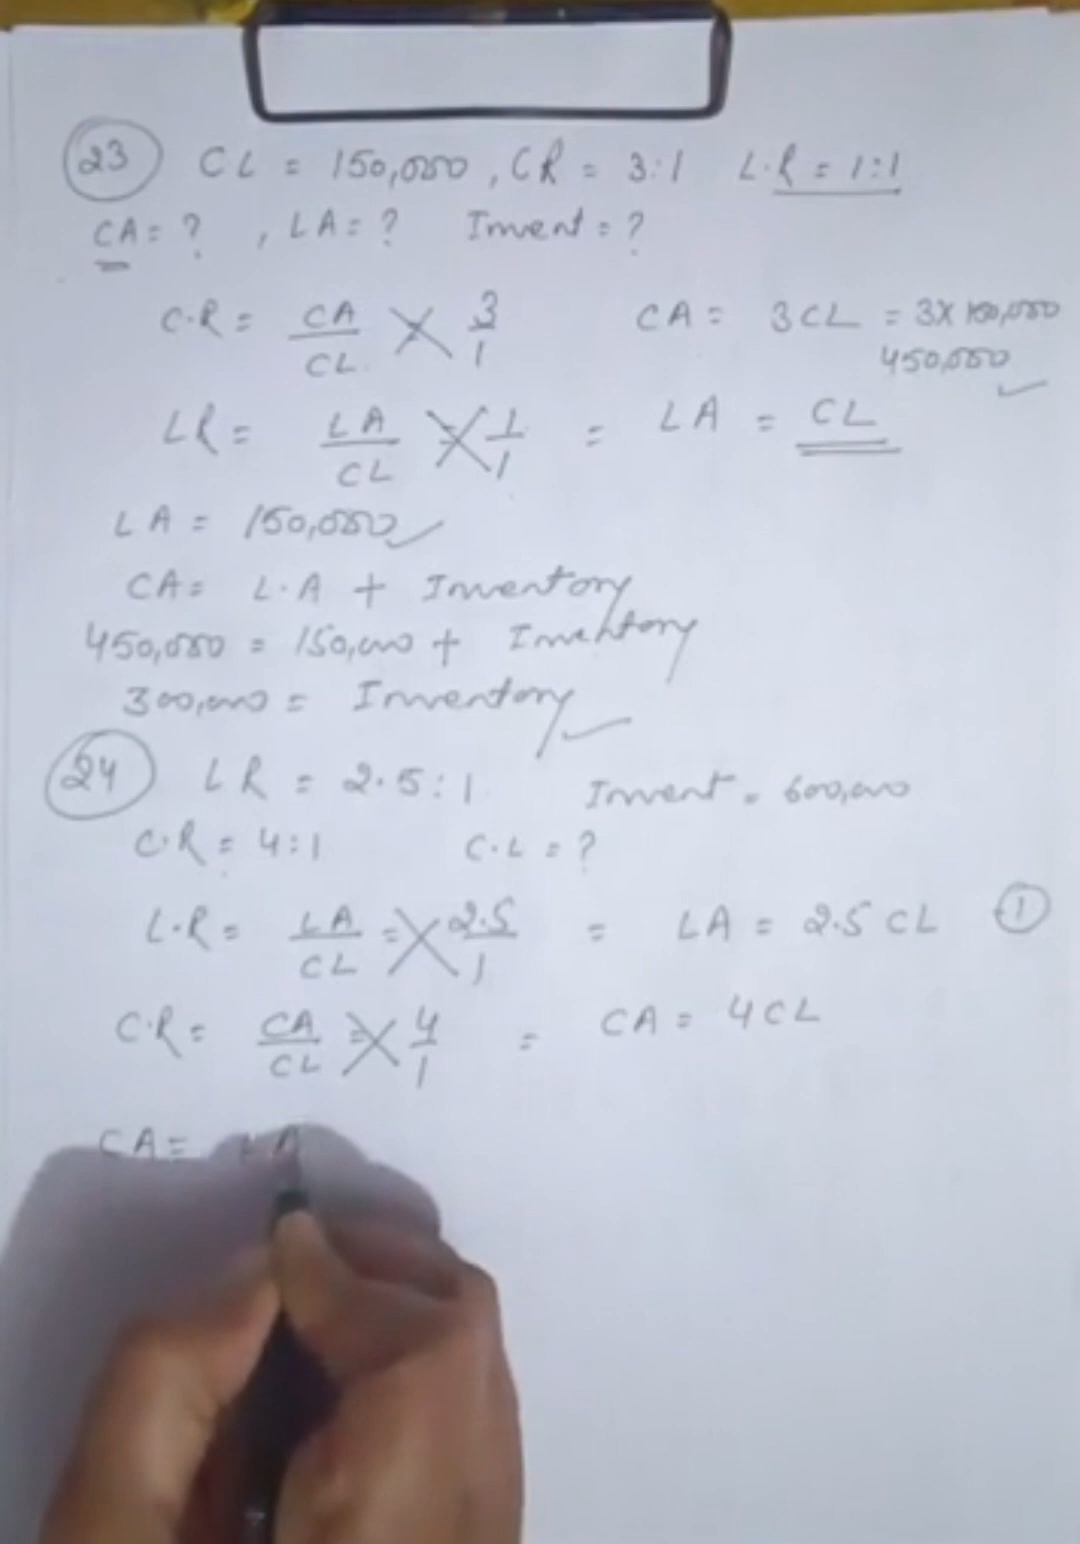 23 CL = 150,000 , CR = 3:1 L.R = 1:1
CA = ? , LA = ? Invent = ?
C.R = CA/CL 3/1 CA = 3CL = 3X150,000
450,000
LR = LA/CL = 1/1 = LA = CL
LA = 150,000
CA = L.A + Inventory
450,000 = 150,000 + Inventory
300,000 = Inventory
24 LR = 2.5:1 Invent = 600,000
C.R = 4:1 C.L = ?
L.R = LA/CL = 2.5/1 = LA = 2.5 CL 1
C.R = CA/CL = 4/1 = CA = 4CL
CA = LA